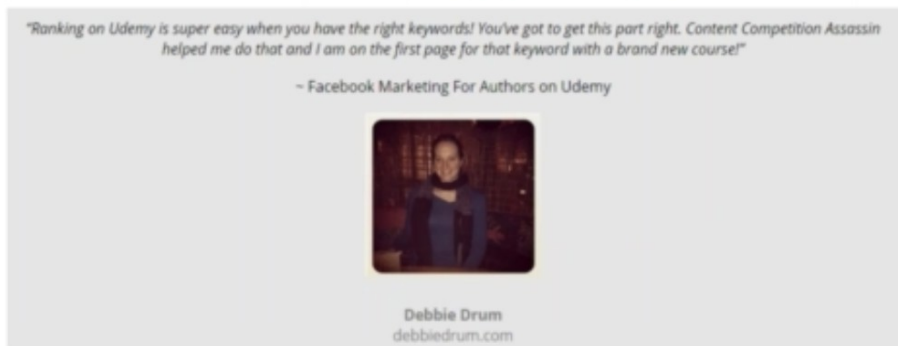 “Ranking on Udemy is super easy when you have the right keywords! You've got to get this part right. Content Competition Assassin
helped me do that and I am on the first page for that keyword with a brand new course!”
~ Facebook Marketing For Authors on Udemy
Debbie Drum
debbiedrum.com